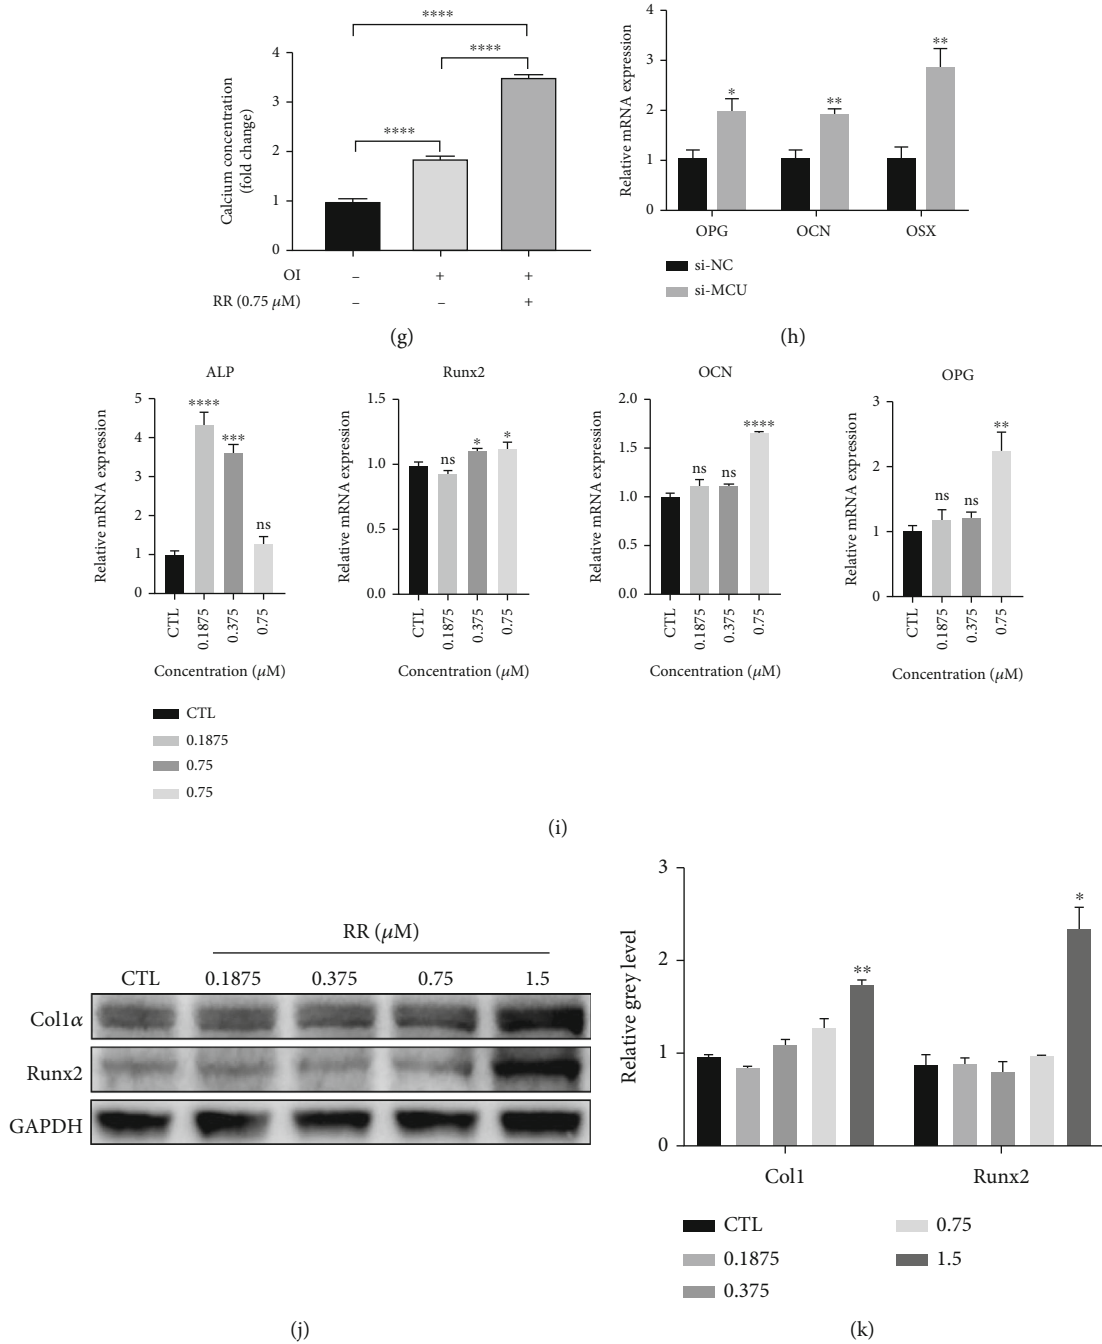 ****
****
****
4
3
2
1
0
Calcium concentration
(fold change)
OI – + +
RR (0.75 μM) – – +
(g)
4
3
2
1
0
Relative mRNA expression
* ** **
OPG OCN OSX
si-NC
si-MCU
(h)
ALP
5
4
3
2
1
0
Relative mRNA expression
**** *** ns
CTL 0.1875 0.375 0.75
Concentration (μM)
Runx2
1.5
1.0
0.5
0.0
Relative mRNA expression
ns * *
CTL 0.1875 0.375 0.75
Concentration (μM)
OCN
2.0
1.5
1.0
0.5
0.0
Relative mRNA expression
ns ns ****
CTL 0.1875 0.375 0.75
Concentration (μM)
OPG
3
2
1
0
Relative mRNA expression
ns ns **
CTL 0.1875 0.375 0.75
Concentration (μM)
CTL
0.1875
0.75
0.75
(i)
RR (μM)
CTL 0.1875 0.375 0.75 1.5
Col1α
Runx2
GAPDH
(j)
3
2
1
0
Relative grey level
** *
Col1 Runx2
CTL
0.1875
0.375
0.75
1.5
(k)